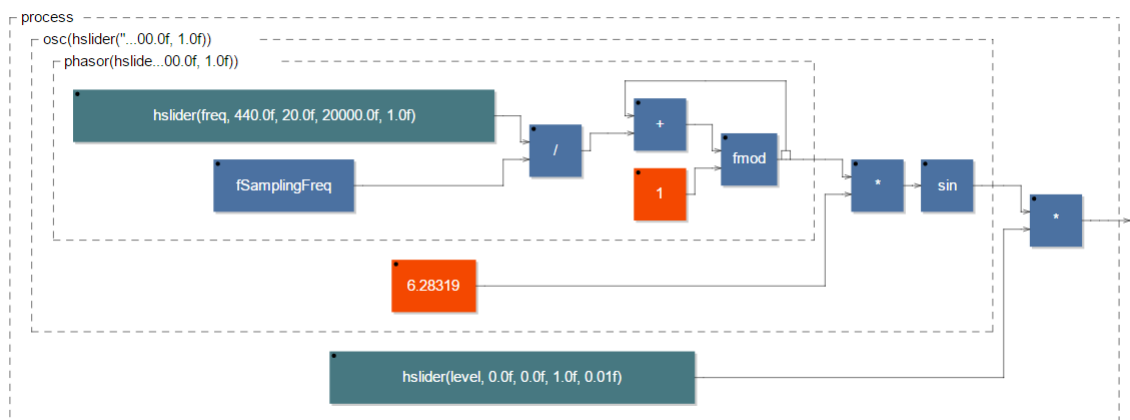 process
osc(hslider("...00.0f, 1.0f))
phasor(hslide...00.0f, 1.0f))
hslider(freq, 440.0f, 20.0f, 20000.0f, 1.0f)
fSamplingFreq
/
+
1
fmod
*
sin
*
6.28319
hslider(level, 0.0f, 0.0f, 1.0f, 0.01f)